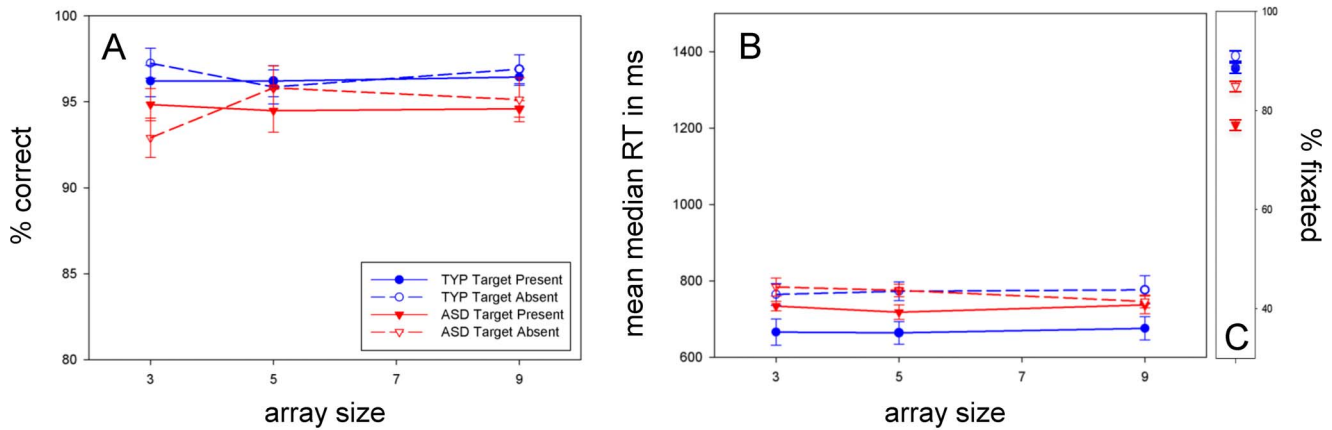 A
% correct
100
95
90
85
80
TYP Target Present
TYP Target Absent
ASD Target Present
ASD Target Absent
3 5 7 9
array size
B
mean median RT in ms
1400
1200
1000
800
600
3 5 7 9
array size
C
100
80
60
40
% fixated